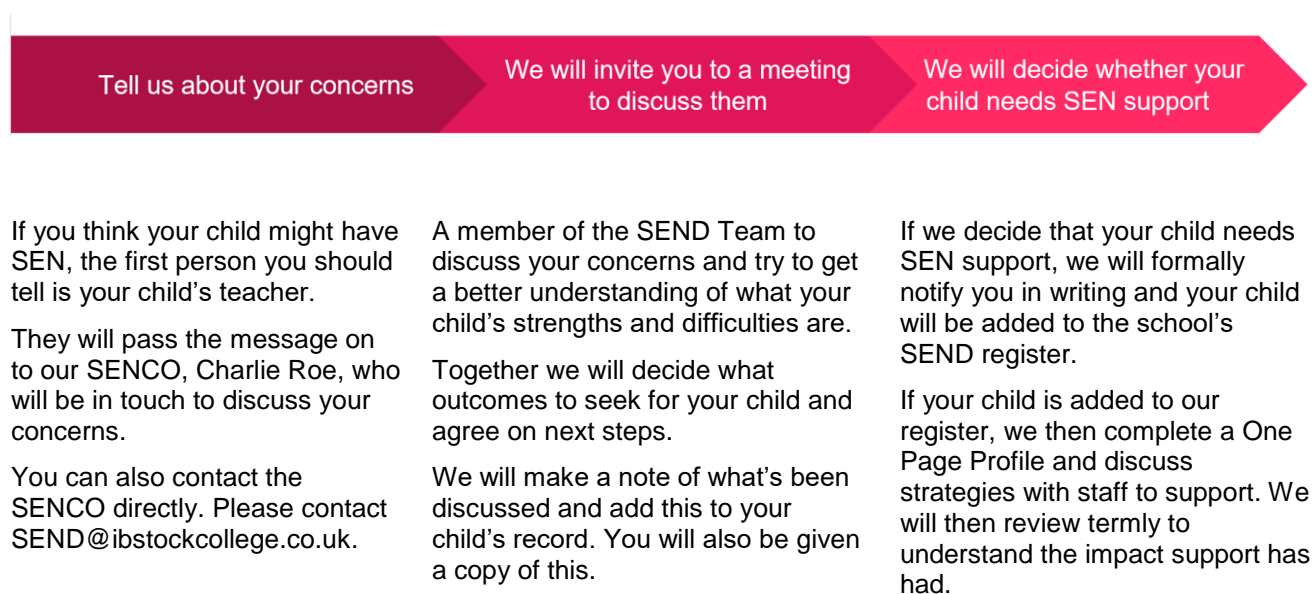 Tell us about your concerns
We will invite you to a meeting
to discuss them
We will decide whether your
child needs SEN support
If you think your child might have
SEN, the first person you should
tell is your child's teacher.
They will pass the message on
to our SENCO, Charlie Roe, who
will be in touch to discuss your
concerns.
You can also contact the
SENCO directly. Please contact
SEND@ibstockcollege.co.uk.
A member of the SEND Team to
discuss your concerns and try to get
a better understanding of what your
child's strengths and difficulties are.
Together we will decide what
outcomes to seek for your child and
agree on next steps.
We will make a note of what's been
discussed and add this to your
child's record. You will also be given
a copy of this.
If we decide that your child needs
SEN support, we will formally
notify you in writing and your child
will be added to the school's
SEND register.
If your child is added to our
register, we then complete a One
Page Profile and discuss
strategies with staff to support. We
will then review termly to
understand the impact support has
had.